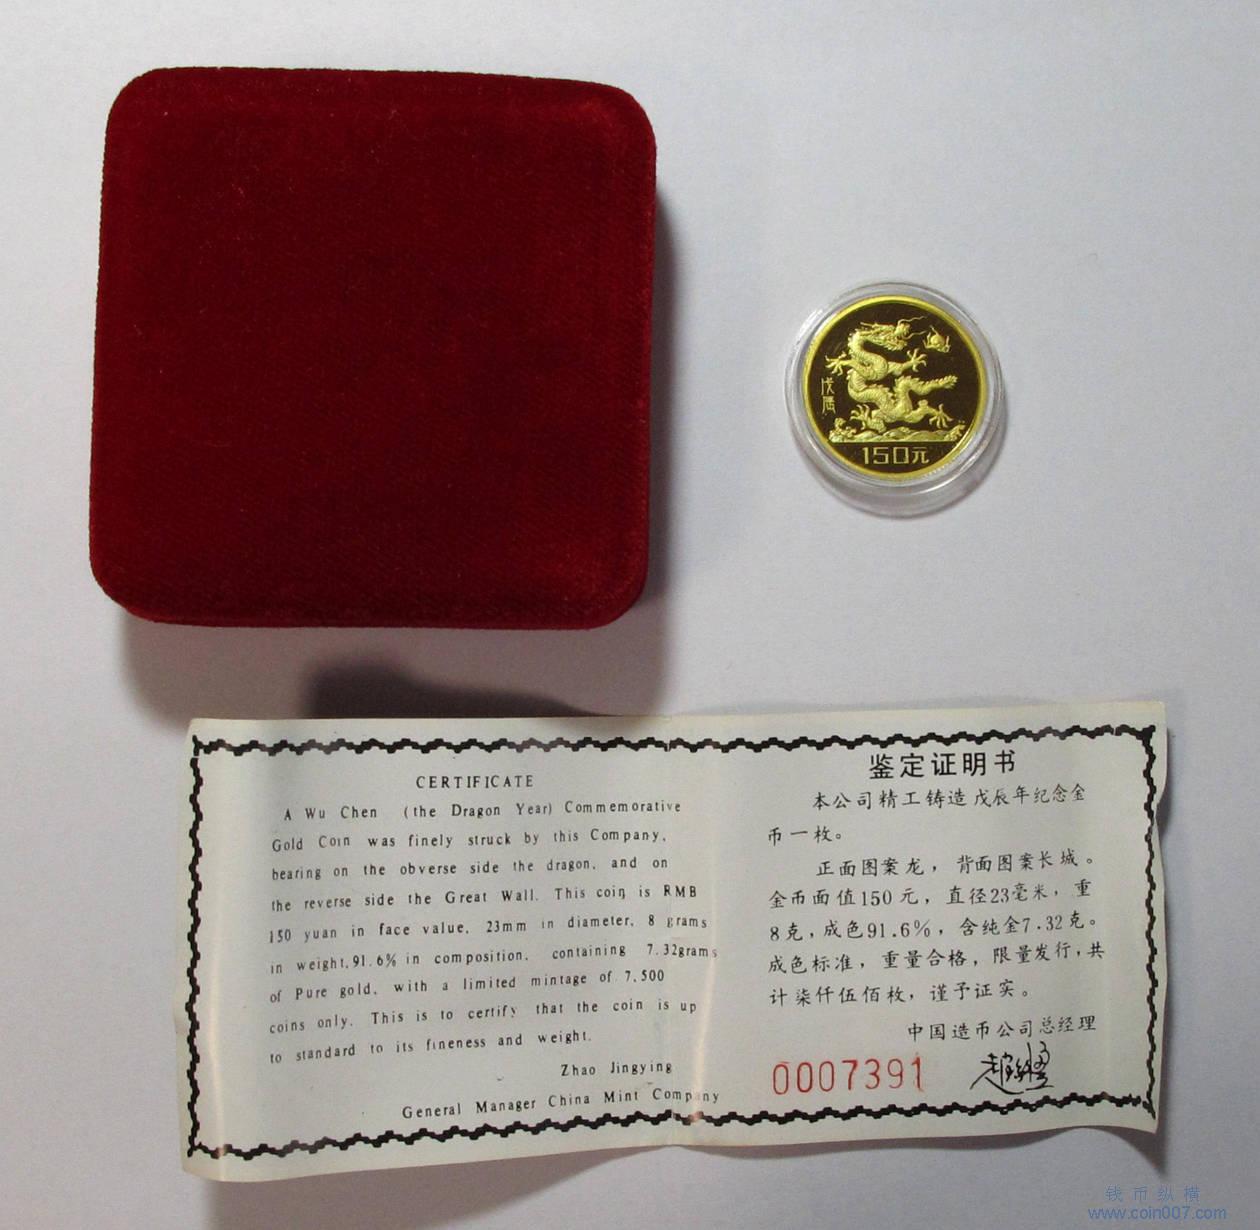 戊辰
150元
CERTIFICATE
A Wu Chen (the Dragon Year) Commemorative
Gold Coin was finely struck by this Company,
bearing on the obverse side the dragon, and on
the reverse side the Great Wall. This coin is RMB
150 yuan in face value, 23mm in diameter, 8 grams
in weight,91.6% in composition, containing 7.32grams
of Pure gold, with a limited mintage of 7,500
coins only. This is to certify that the coin is up
to standard to its fineness and weight.
Zhao Jingying
General Manager China Mint Company
鉴定证明书
本公司精工铸造戊辰年纪念金
币一枚。
正面图案龙，背面图案长城。
金币面值150元，直径23毫米，重
8克，成色91.6%，含纯金7.32克。
成色标准，重量合格，限量发行，共
计柒仟伍佰枚，谨予证实。
中国造币公司总经理
0007391
钱币纵横
www.coin007.com